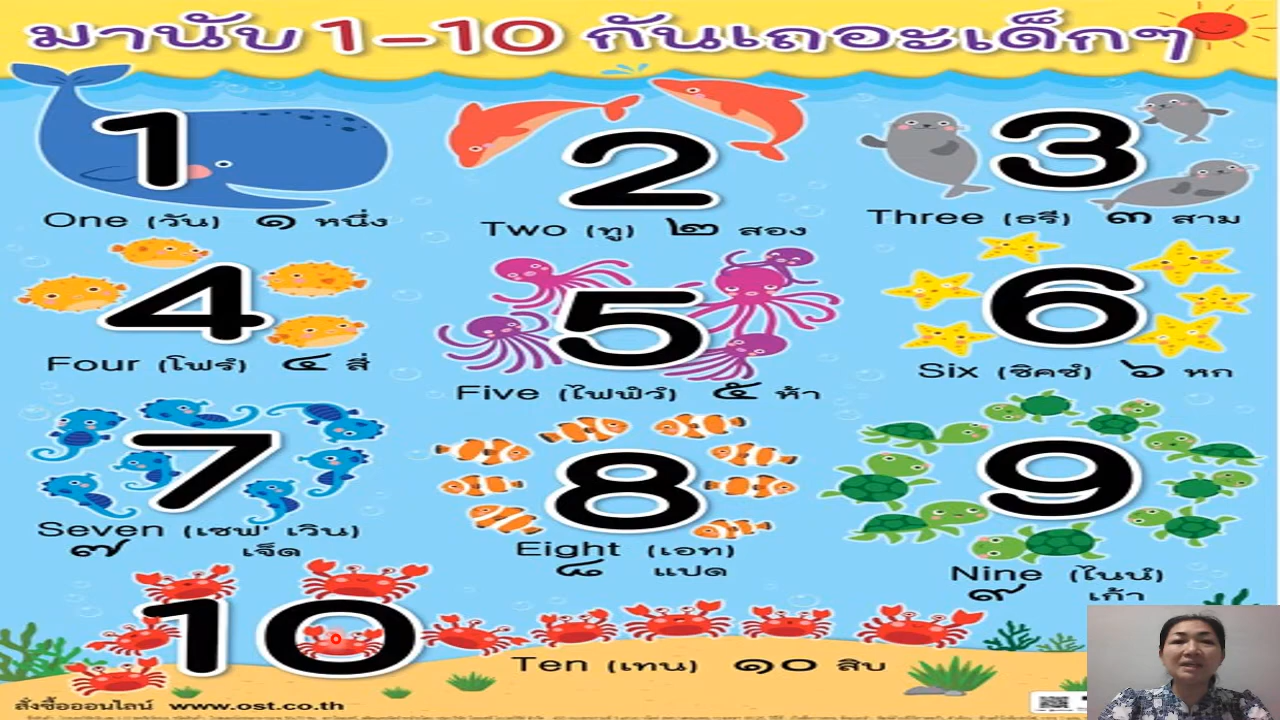 มานับ 1-10 กันเถอะเด็กๆ
1
One (วัน) ๑ หนึ่ง
2
Two (ทู) ๒ สอง
3
Three (ธรี) ๓ สาม
4
Four (โฟร์) ๔ สี่
5
Five (ไฟฟิว์) ๕ ห้า
6
Six (ซิคซ์) ๖ หก
7
Seven (เซฟ' เวิน)
๗ เจ็ด
8
Eight (เอท)
๘ แปด
9
Nine (ไนน์)
๙ เก้า
10
Ten (เทน) ๑๐ สิบ
สั่งซื้อออนไลน์ www.ost.co.th